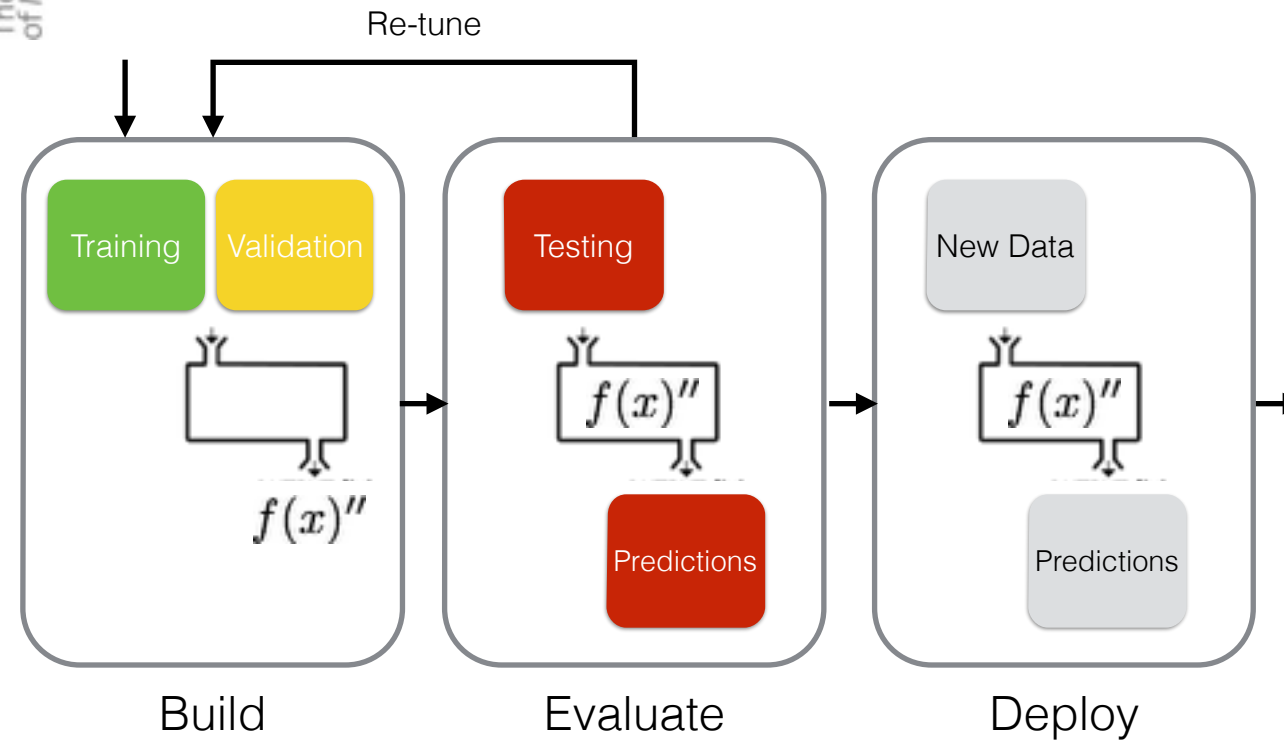 Re-tune
Training
Validation
f(x)''
Build
Testing
f(x)''
Predictions
Evaluate
New Data
f(x)''
Predictions
Deploy